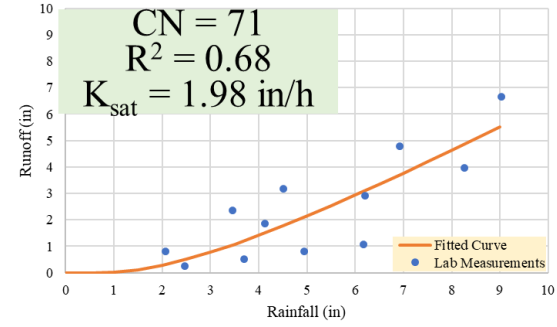 CN = 71
R² = 0.68
Ksat = 1.98 in/h
Runoff (in)
10
9
8
7
6
5
4
3
2
1
0
Fitted Curve
Lab Measurements
0 1 2 3 4 5 6 7 8 9 10
Rainfall (in)